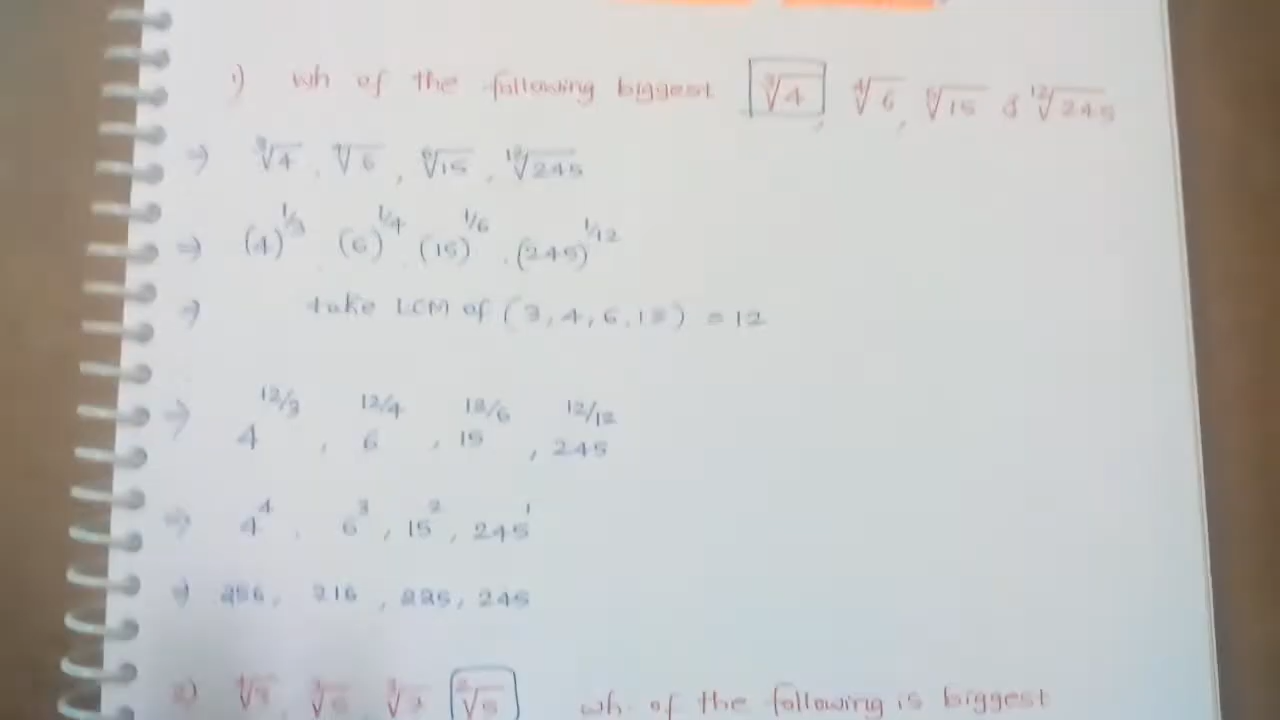 1) wh of the following biggest ∛4, ∜6, ⁶√15 & ¹²√245
⇒ ∛4, ∜6, ⁶√15, ¹²√245
⇒ (4)^1/3 (6)^1/4 (15)^1/6 . (245)^1/12
⇒ take LCM of (3, 4, 6, 12) = 12
⇒ 4^12/3, 6^12/4, 15^12/6, 245^12/12
⇒ 4^4, 6^3, 15^2, 245^1
⇒ 256, 216, 225, 245
2) wh of the following is biggest